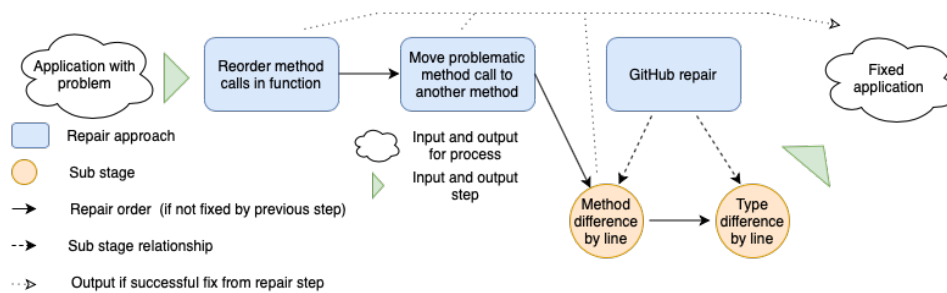 Application with
problem
Reorder method
calls in function
Move problematic
method call to
another method
GitHub repair
Fixed
application
Repair approach
Sub stage
Repair order (if not fixed by previous step)
Sub stage relationship
Output if successful fix from repair step
Input and output
for process
Input and output
step
Method
difference
by line
Type
difference
by line